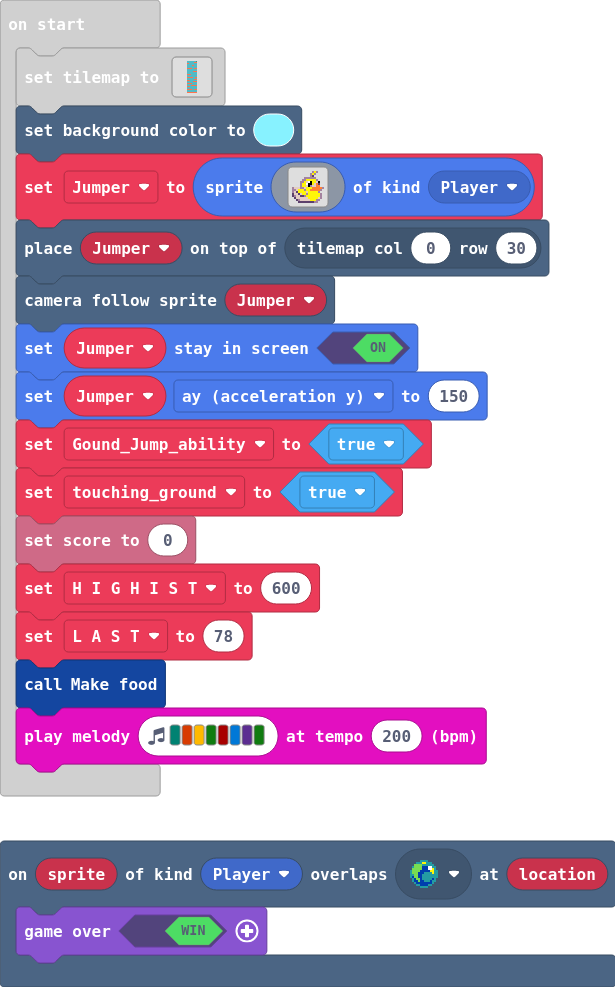 on start
set tilemap to
set background color to
set Jumper to sprite of kind Player
place Jumper on top of tilemap col 0 row 30
camera follow sprite Jumper
set Jumper stay in screen ON
set Jumper ay (acceleration y) to 150
set Gound_Jump_ability to true
set touching_ground to true
set score to 0
set H I G H I S T to 600
set L A S T to 78
call Make food
play melody at tempo 200 (bpm)
on sprite of kind Player overlaps at location
game over WIN